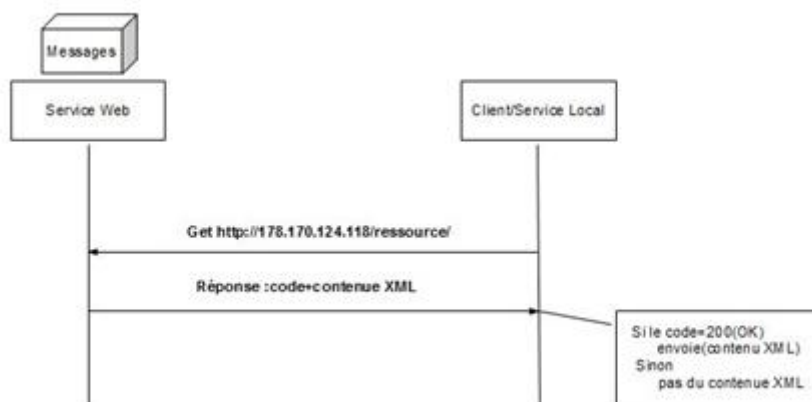 Messages
Service Web
Client/Service Local
Get http://178.170.124.118/ressource/
Réponse :code+contenue XML
Si le code=200(OK)
envoie(contenu XML)
Sinon
pas du contenue XML